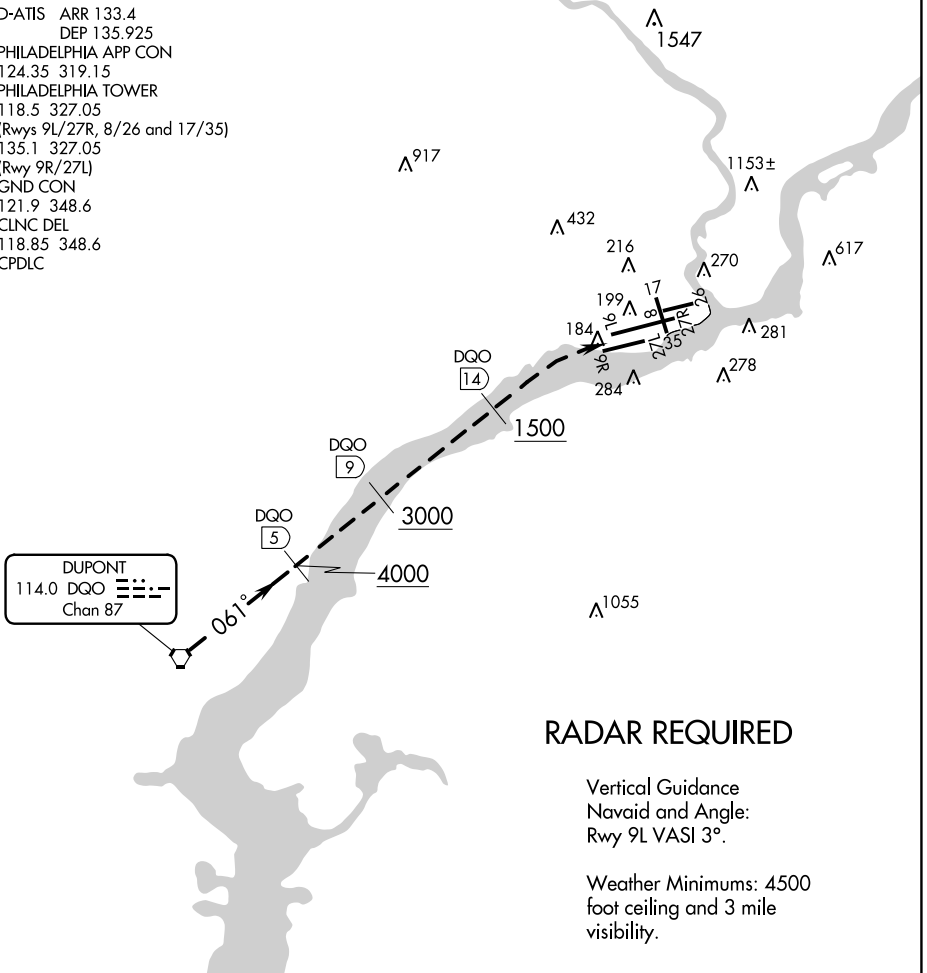 D-ATIS ARR 133.4
DEP 135.925
PHILADELPHIA APP CON
124.35 319.15
PHILADELPHIA TOWER
118.5 327.05
(Rwys 9L/27R, 8/26 and 17/35)
135.1 327.05
(Rwy 9R/27L)
GND CON
121.9 348.6
CLNC DEL
118.85 348.6
CPDLC
1547
917
1153±
432
216
270
617
199
17
26
8
9L
27R
184
35
27L
9R
281
278
284
DQO
14
1500
DQO
9
3000
DQO
5
4000
DUPONT
114.0 DQO
Chan 87
061°
1055
RADAR REQUIRED
Vertical Guidance
Navaid and Angle:
Rwy 9L VASI 3°.
Weather Minimums: 4500
foot ceiling and 3 mile
visibility.